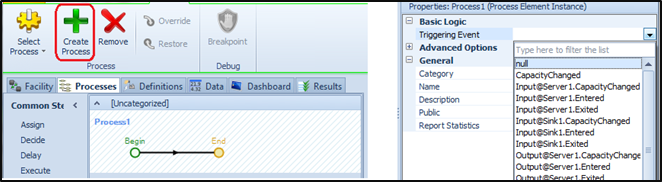 Select Process
Create Process
Remove
Override
Restore
Breakpoint
Process
Debug
Facility
Processes
Definitions
Data
Dashboard
Results
Common Ste
Assign
Decide
Delay
Execute
[Uncategorized]
Process1
Begin
End
Properties: Process1 (Process Element Instance)
Basic Logic
Triggering Event
Advanced Options
General
Category
Name
Description
Public
Report Statistics
Type here to filter the list
null
CapacityChanged
Input@Server1.CapacityChanged
Input@Server1.Entered
Input@Server1.Exited
Input@Sink1.CapacityChanged
Input@Sink1.Entered
Input@Sink1.Exited
Output@Server1.CapacityChange
Output@Server1.Entered
Output@Server1.Exited